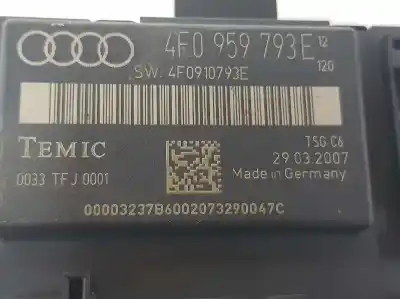 4F0 959 793E 12
120
SW: 4F0910793E
TEMIC
TSG C6
29.03.2007
0033 TFJ 0001
Made in Germany
00003237B6002073290047C